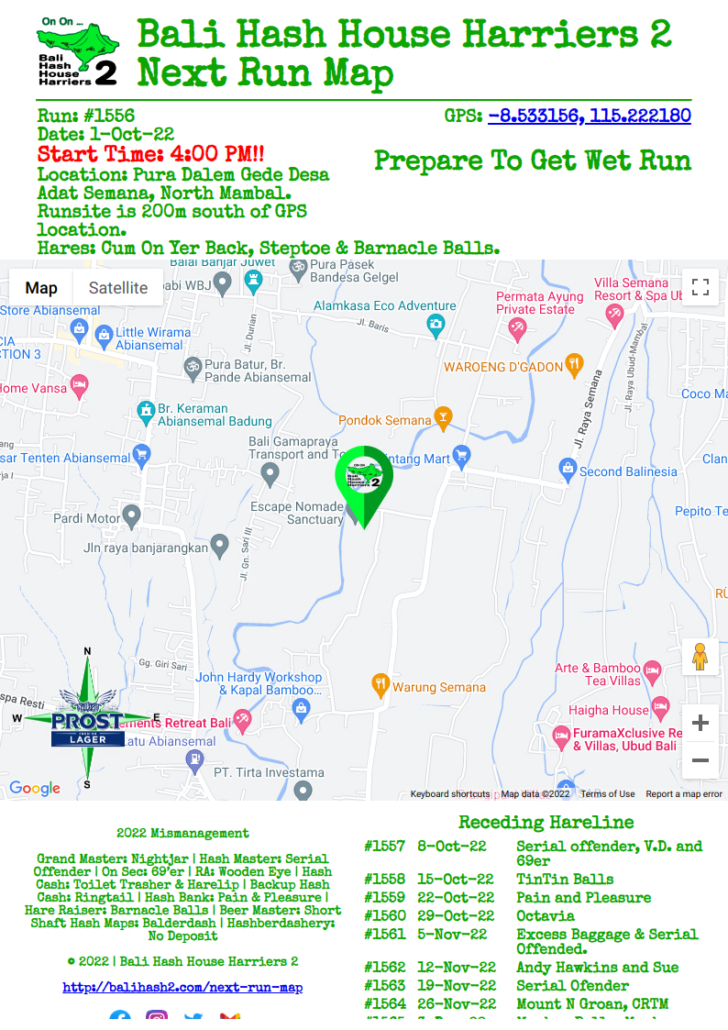 On On ...
Bali
Hash
House
Harriers 2
Bali Hash House Harriers 2
Next Run Map
Run: #1556
GPS: -8.533156, 115.222180
Date: 1-Oct-22
Start Time: 4:00 PM!!
Prepare To Get Wet Run
Location: Pura Dalem Gede Desa
Adat Semana, North Mambal.
Runsite is 200m south of GPS
location.
Hares: Cum On Yer Back, Steptoe & Barnacle Balls.
Map
Satellite
Balai Banjar Juwet
Pura Pasek
Bandesa Gelgel
babi WBJ
Villa Semana
Resort & Spa Ub
Permata Ayung
Private Estate
Alamkasa Eco Adventure
Store Abiansemal
Little Wirama
Abiansemal
CIA
CTION 3
Jl. Durian
Jl. Baris
Jl. Raya Ubud-Mambal
Pura Batur, Br.
Pande Abiansemal
WAROENG D'GADON
Home Vansa
Coco Ma
Jl. Raya Semana
Br. Keraman
Abiansemal Badung
Pondok Semana
Bali Gamapraya
Transport and To
sar Tenten Abiansemal
ntang Mart
Second Balinesia
Clan
On On
2
Escape Nomade
Sanctuary
Pardi Motor
Pepito Te
Jln raya banjarangkan
Jl. Gn. Sari III
RÜ
N
Gg. Giri Sari
John Hardy Workshop
& Kapal Bamboo...
Warung Semana
Arte & Bamboo
Tea Villas
spa Resti
Haigha House
W
PROST
LAGER
E
ements Retreat Bali
FuramaXclusive Re
& Villas, Ubud Bali
atu Abiansemal
PT. Tirta Investama
S
Google
Keyboard shortcuts
Map data ©2022
Terms of Use
Report a map error
2022 Mismanagement
Grand Master: Nightjar | Hash Master: Serial
Offender | On Sec: 69'er | RA: Wooden Eye | Hash
Cash: Toilet Trasher & Harelip | Backup Hash
Cash: Ringtail | Hash Bank: Pain & Pleasure |
Hare Raiser: Barnacle Balls | Beer Master: Short
Shaft Hash Maps: Balderdash | Hashberdashery:
No Deposit
© 2022 | Bali Hash House Harriers 2
http://balihash2.com/next-run-map
Receding Hareline
#1557 8-Oct-22 Serial offender, V.D. and
69er
#1558 15-Oct-22 TinTin Balls
#1559 22-Oct-22 Pain and Pleasure
#1560 29-Oct-22 Octavia
#1561 5-Nov-22 Excess Baggage & Serial
Offended.
#1562 12-Nov-22 Andy Hawkins and Sue
#1563 19-Nov-22 Serial Ofender
#1564 26-Nov-22 Mount N Groan, CRTM